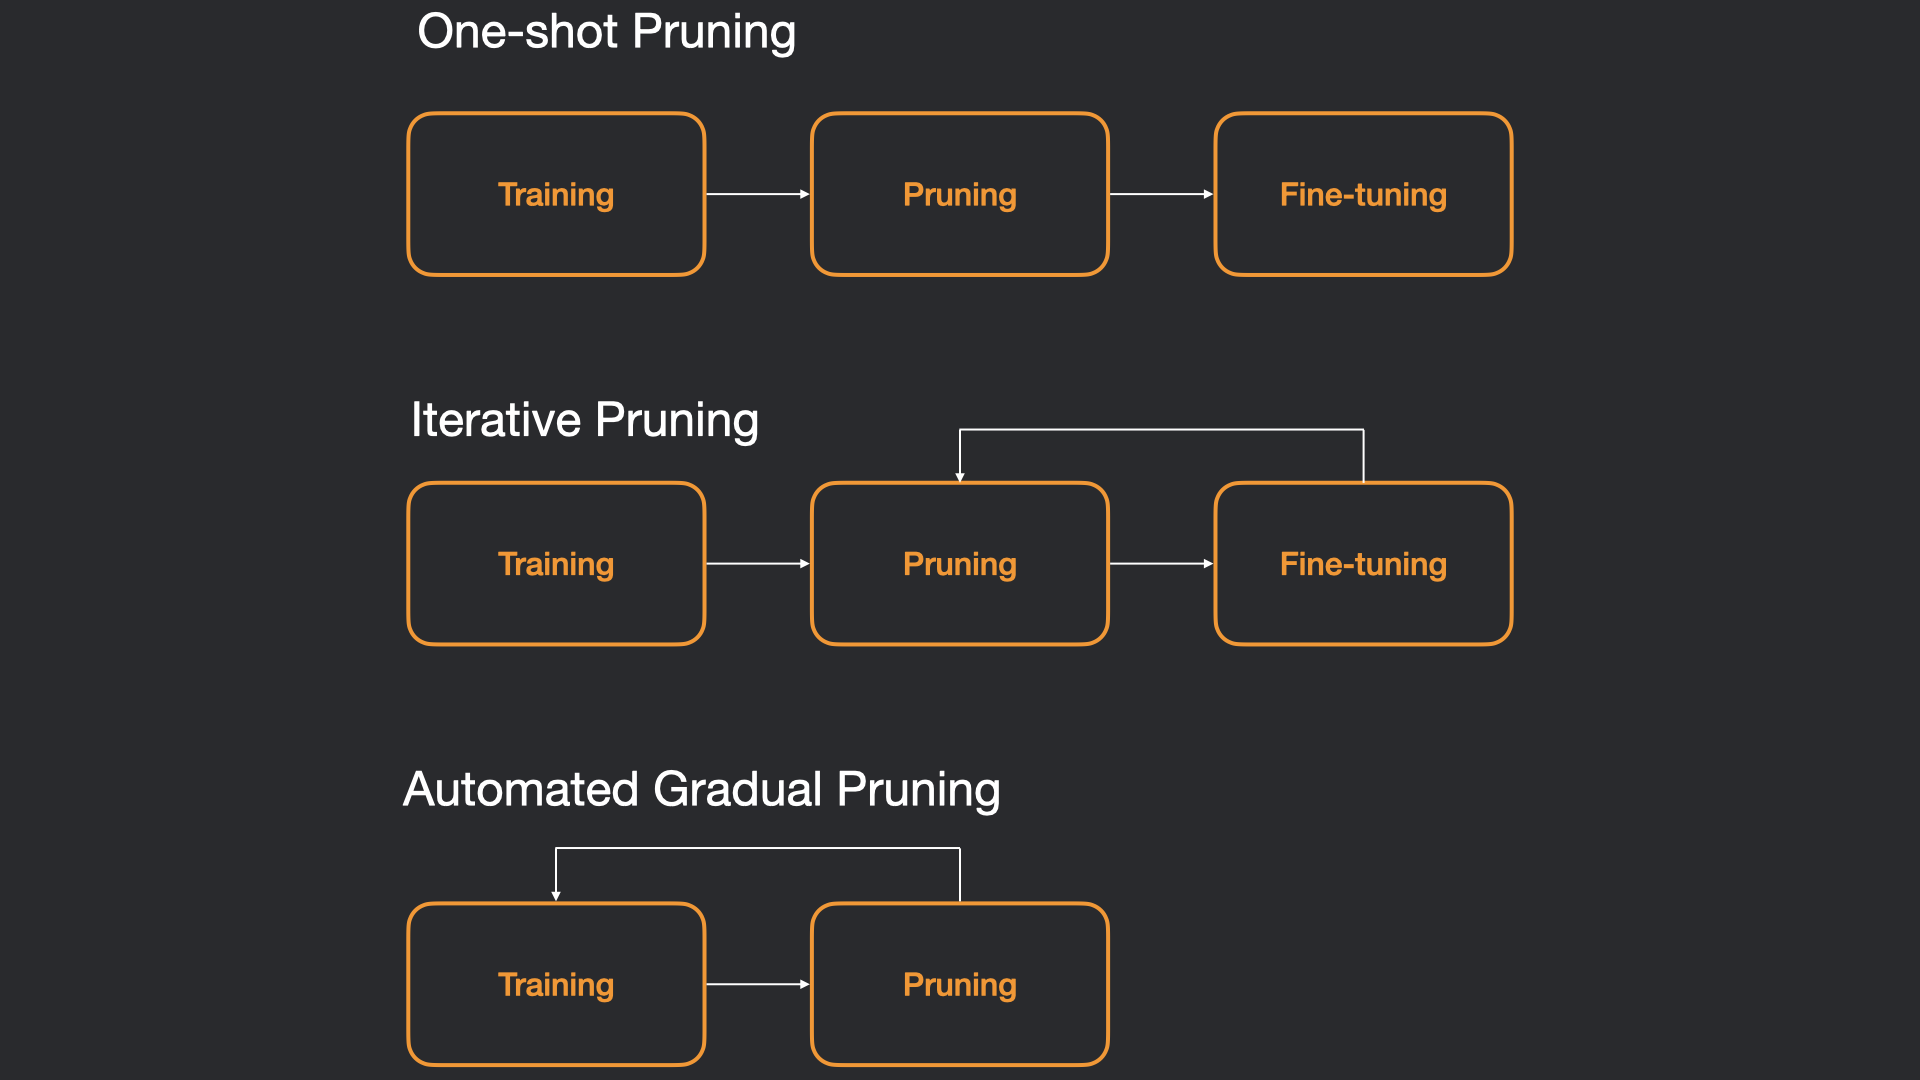 One-shot Pruning
Training
Pruning
Fine-tuning
Iterative Pruning
Training
Pruning
Fine-tuning
Automated Gradual Pruning
Training
Pruning